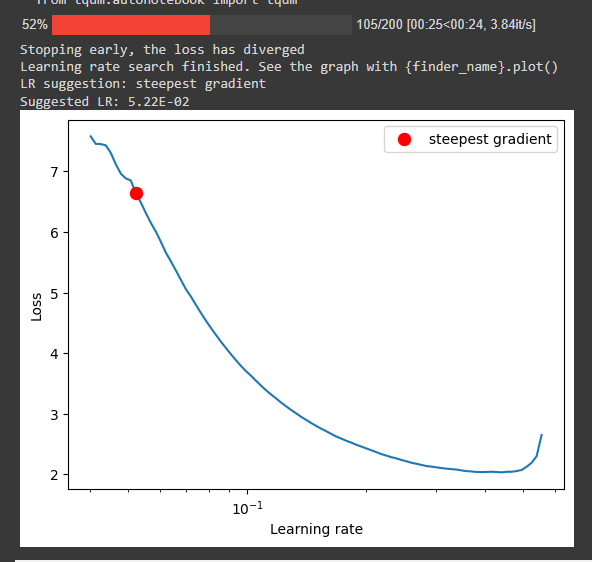 from tqdm.autonotebook import tqdm
52% 105/200 [00:25<00:24, 3.84it/s]
Stopping early, the loss has diverged
Learning rate search finished. See the graph with {finder_name}.plot()
LR suggestion: steepest gradient
Suggested LR: 5.22E-02
steepest gradient
7
6
5
4
3
2
Loss
10⁻¹
Learning rate